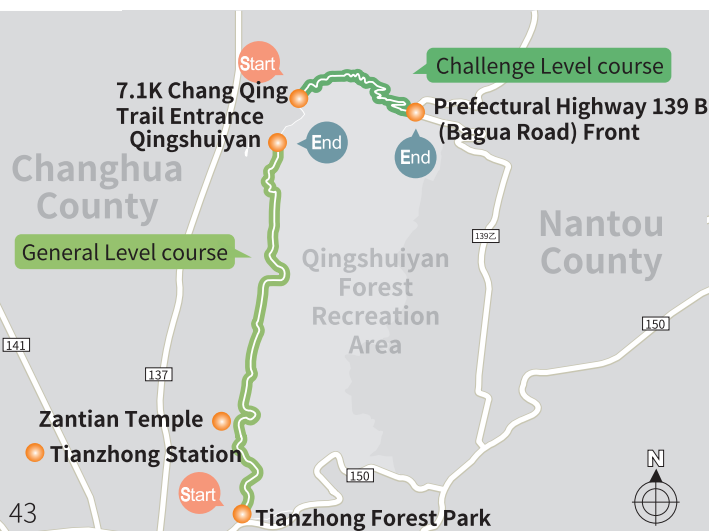 Start
Challenge Level course
7.1K Chang Qing
Trail Entrance
Prefectural Highway 139 B
(Bagua Road) Front
Qingshuiyan
End
End
Changhua
County
Nantou
County
139乙
General Level course
Qingshuiyan
Forest
Recreation
Area
150
141
137
Zantian Temple
Tianzhong Station
150
N
Start
43
Tianzhong Forest Park